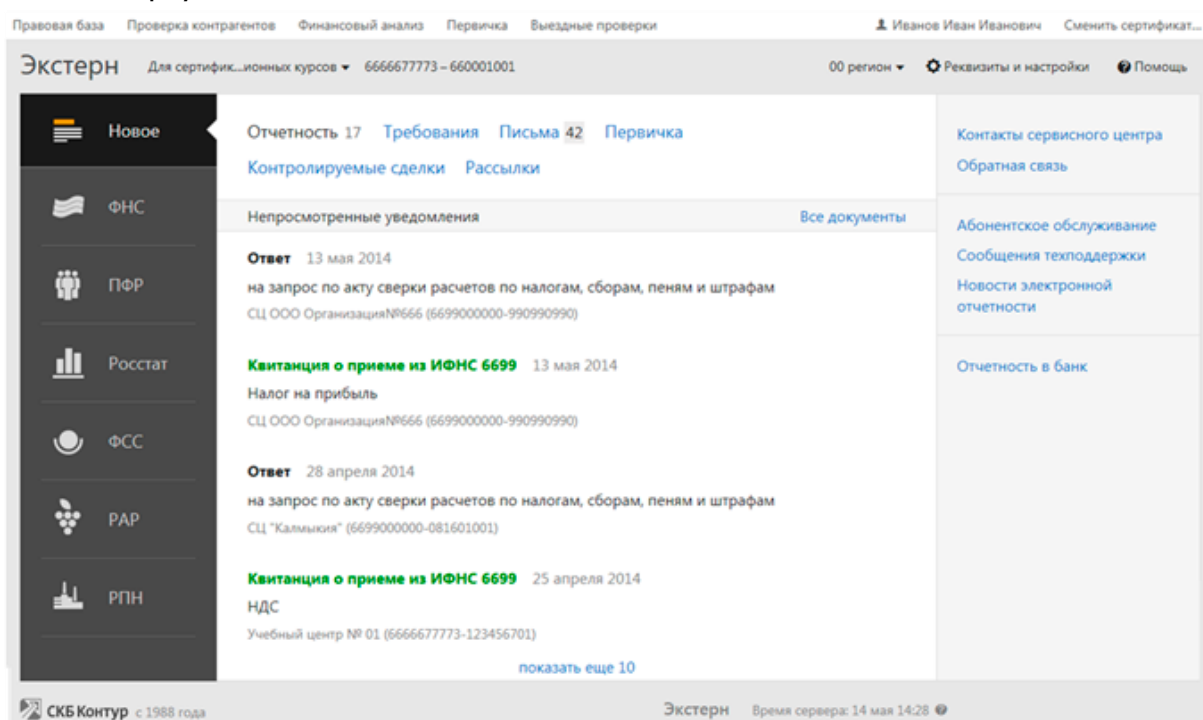 Правовая база Проверка контрагентов Финансовый анализ Первичка Выездные проверки Иванов Иван Иванович Сменить сертификат...
Экстерн Для сертифик...ионных курсов 6666677773 – 660001001 00 регион Реквизиты и настройки Помощь
Новое
ФНС
ПФР
Росстат
ФСС
РАР
РПН
Отчетность 17 Требования Письма 42 Первичка
Контролируемые сделки Рассылки
Непросмотренные уведомления Все документы
Ответ 13 мая 2014
на запрос по акту сверки расчетов по налогам, сборам, пеням и штрафам
СЦ ООО Организация№666 (6699000000-990990990)
Квитанция о приеме из ИФНС 6699 13 мая 2014
Налог на прибыль
СЦ ООО Организация№666 (6699000000-990990990)
Ответ 28 апреля 2014
на запрос по акту сверки расчетов по налогам, сборам, пеням и штрафам
СЦ "Калмыкия" (6699000000-081601001)
Квитанция о приеме из ИФНС 6699 25 апреля 2014
НДС
Учебный центр № 01 (6666677773-123456701)
показать еще 10
Контакты сервисного центра
Обратная связь
Абонентское обслуживание
Сообщения техподдержки
Новости электронной
отчетности
Отчетность в банк
СКБ Контур с 1988 года Экстерн Время сервера: 14 мая 14:28